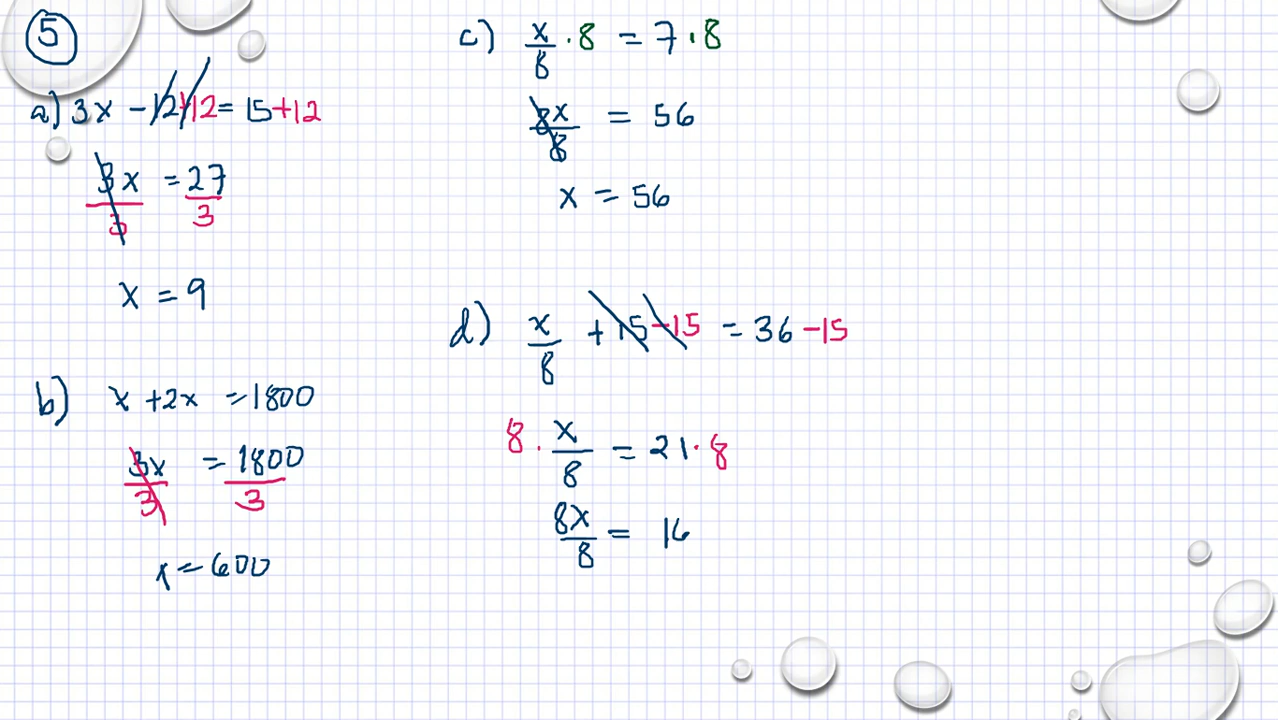 5
a) 3x - 12 + 12 = 15 + 12
3x/3 = 27/3
x = 9
b) x + 2x = 1800
3x/3 = 1800/3
x = 600
c) x/8 · 8 = 7 · 8
8x/8 = 56
x = 56
d) x/8 + 15 - 15 = 36 - 15
8 · x/8 = 21 · 8
8x/8 = 16